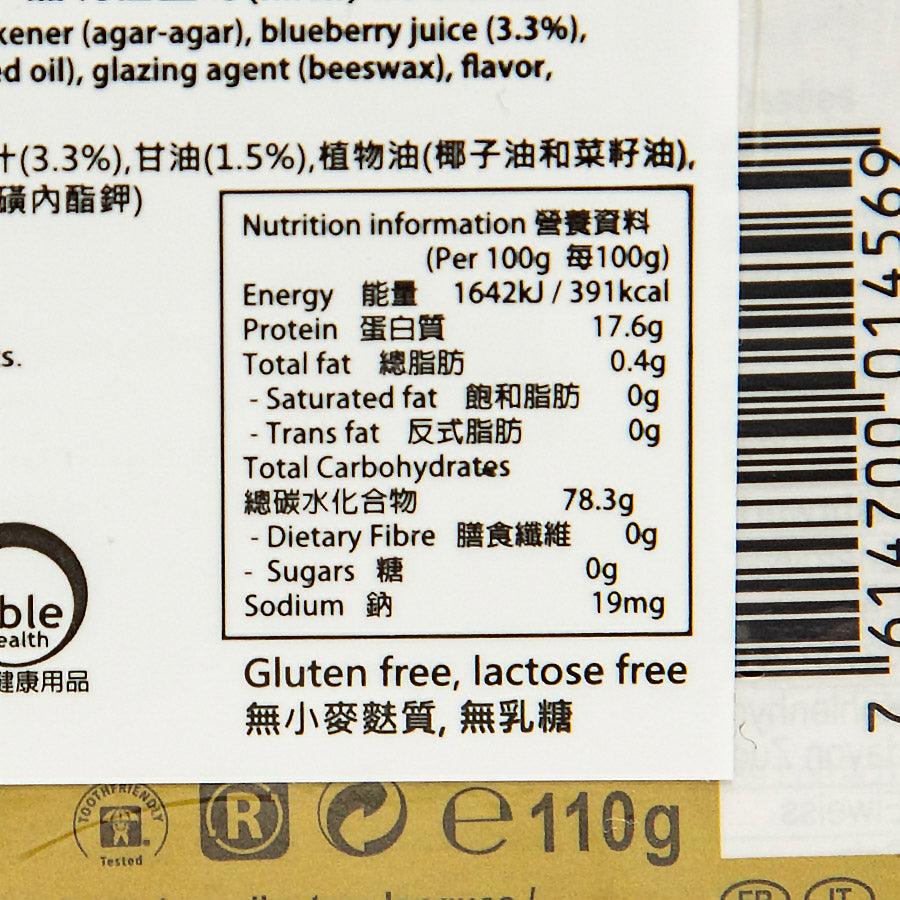 (agar-agar), blueberry juice (3.3%),
oil), glazing agent (beeswax), flavor,
(3.3%),甘油(1.5%),植物油(椰子油和菜籽油),
磺內酯鉀)
Nutrition information 營養資料
(Per 100g 每100g)
Energy 能量 1642kJ / 391kcal
Protein 蛋白質 17.6g
Total fat 總脂肪 0.4g
- Saturated fat 飽和脂肪 0g
- Trans fat 反式脂肪 0g
Total Carbohydrates
總碳水化合物 78.3g
- Dietary Fibre 膳食纖維 0g
- Sugars 糖 0g
Sodium 鈉 19mg
Gluten free, lactose free
無小麥麩質, 無乳糖
健康用品
7 614700 014569
TOOTHFRIENDLY
Tested
R
e 110g
FR IT